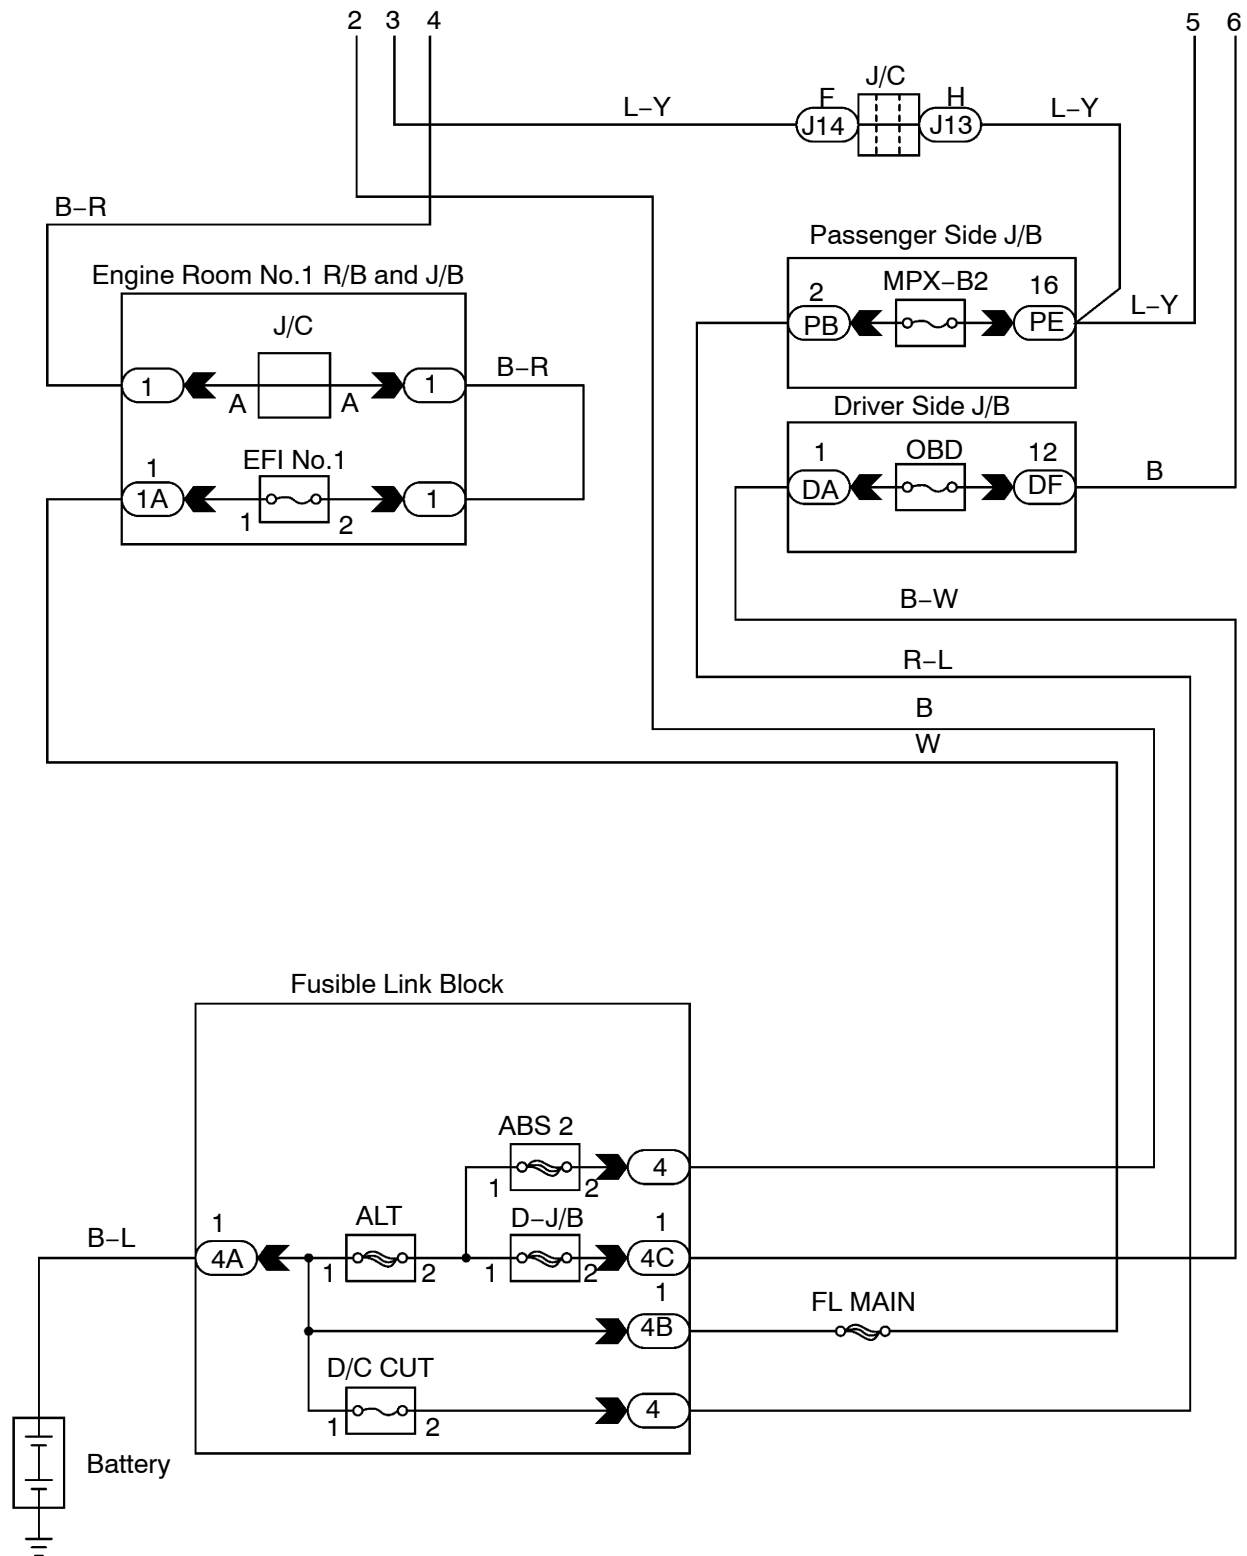 2 3 4 5 6
J/C
F H
L–Y J14 J13 L–Y
B–R
Passenger Side J/B
Engine Room No.1 R/B and J/B
MPX–B2
2 16
PB PE L–Y
J/C
B–R
1 1
A A
Driver Side J/B
OBD
1 12
DA DF B
EFI No.1
1
1A 1
1 2
B–W
R–L
B
W
Fusible Link Block
ABS 2
4
1 2
ALT D–J/B
1 1
B–L
4A 4C
1 2 1 2
1
FL MAIN
4B
D/C CUT
4
1 2
Battery